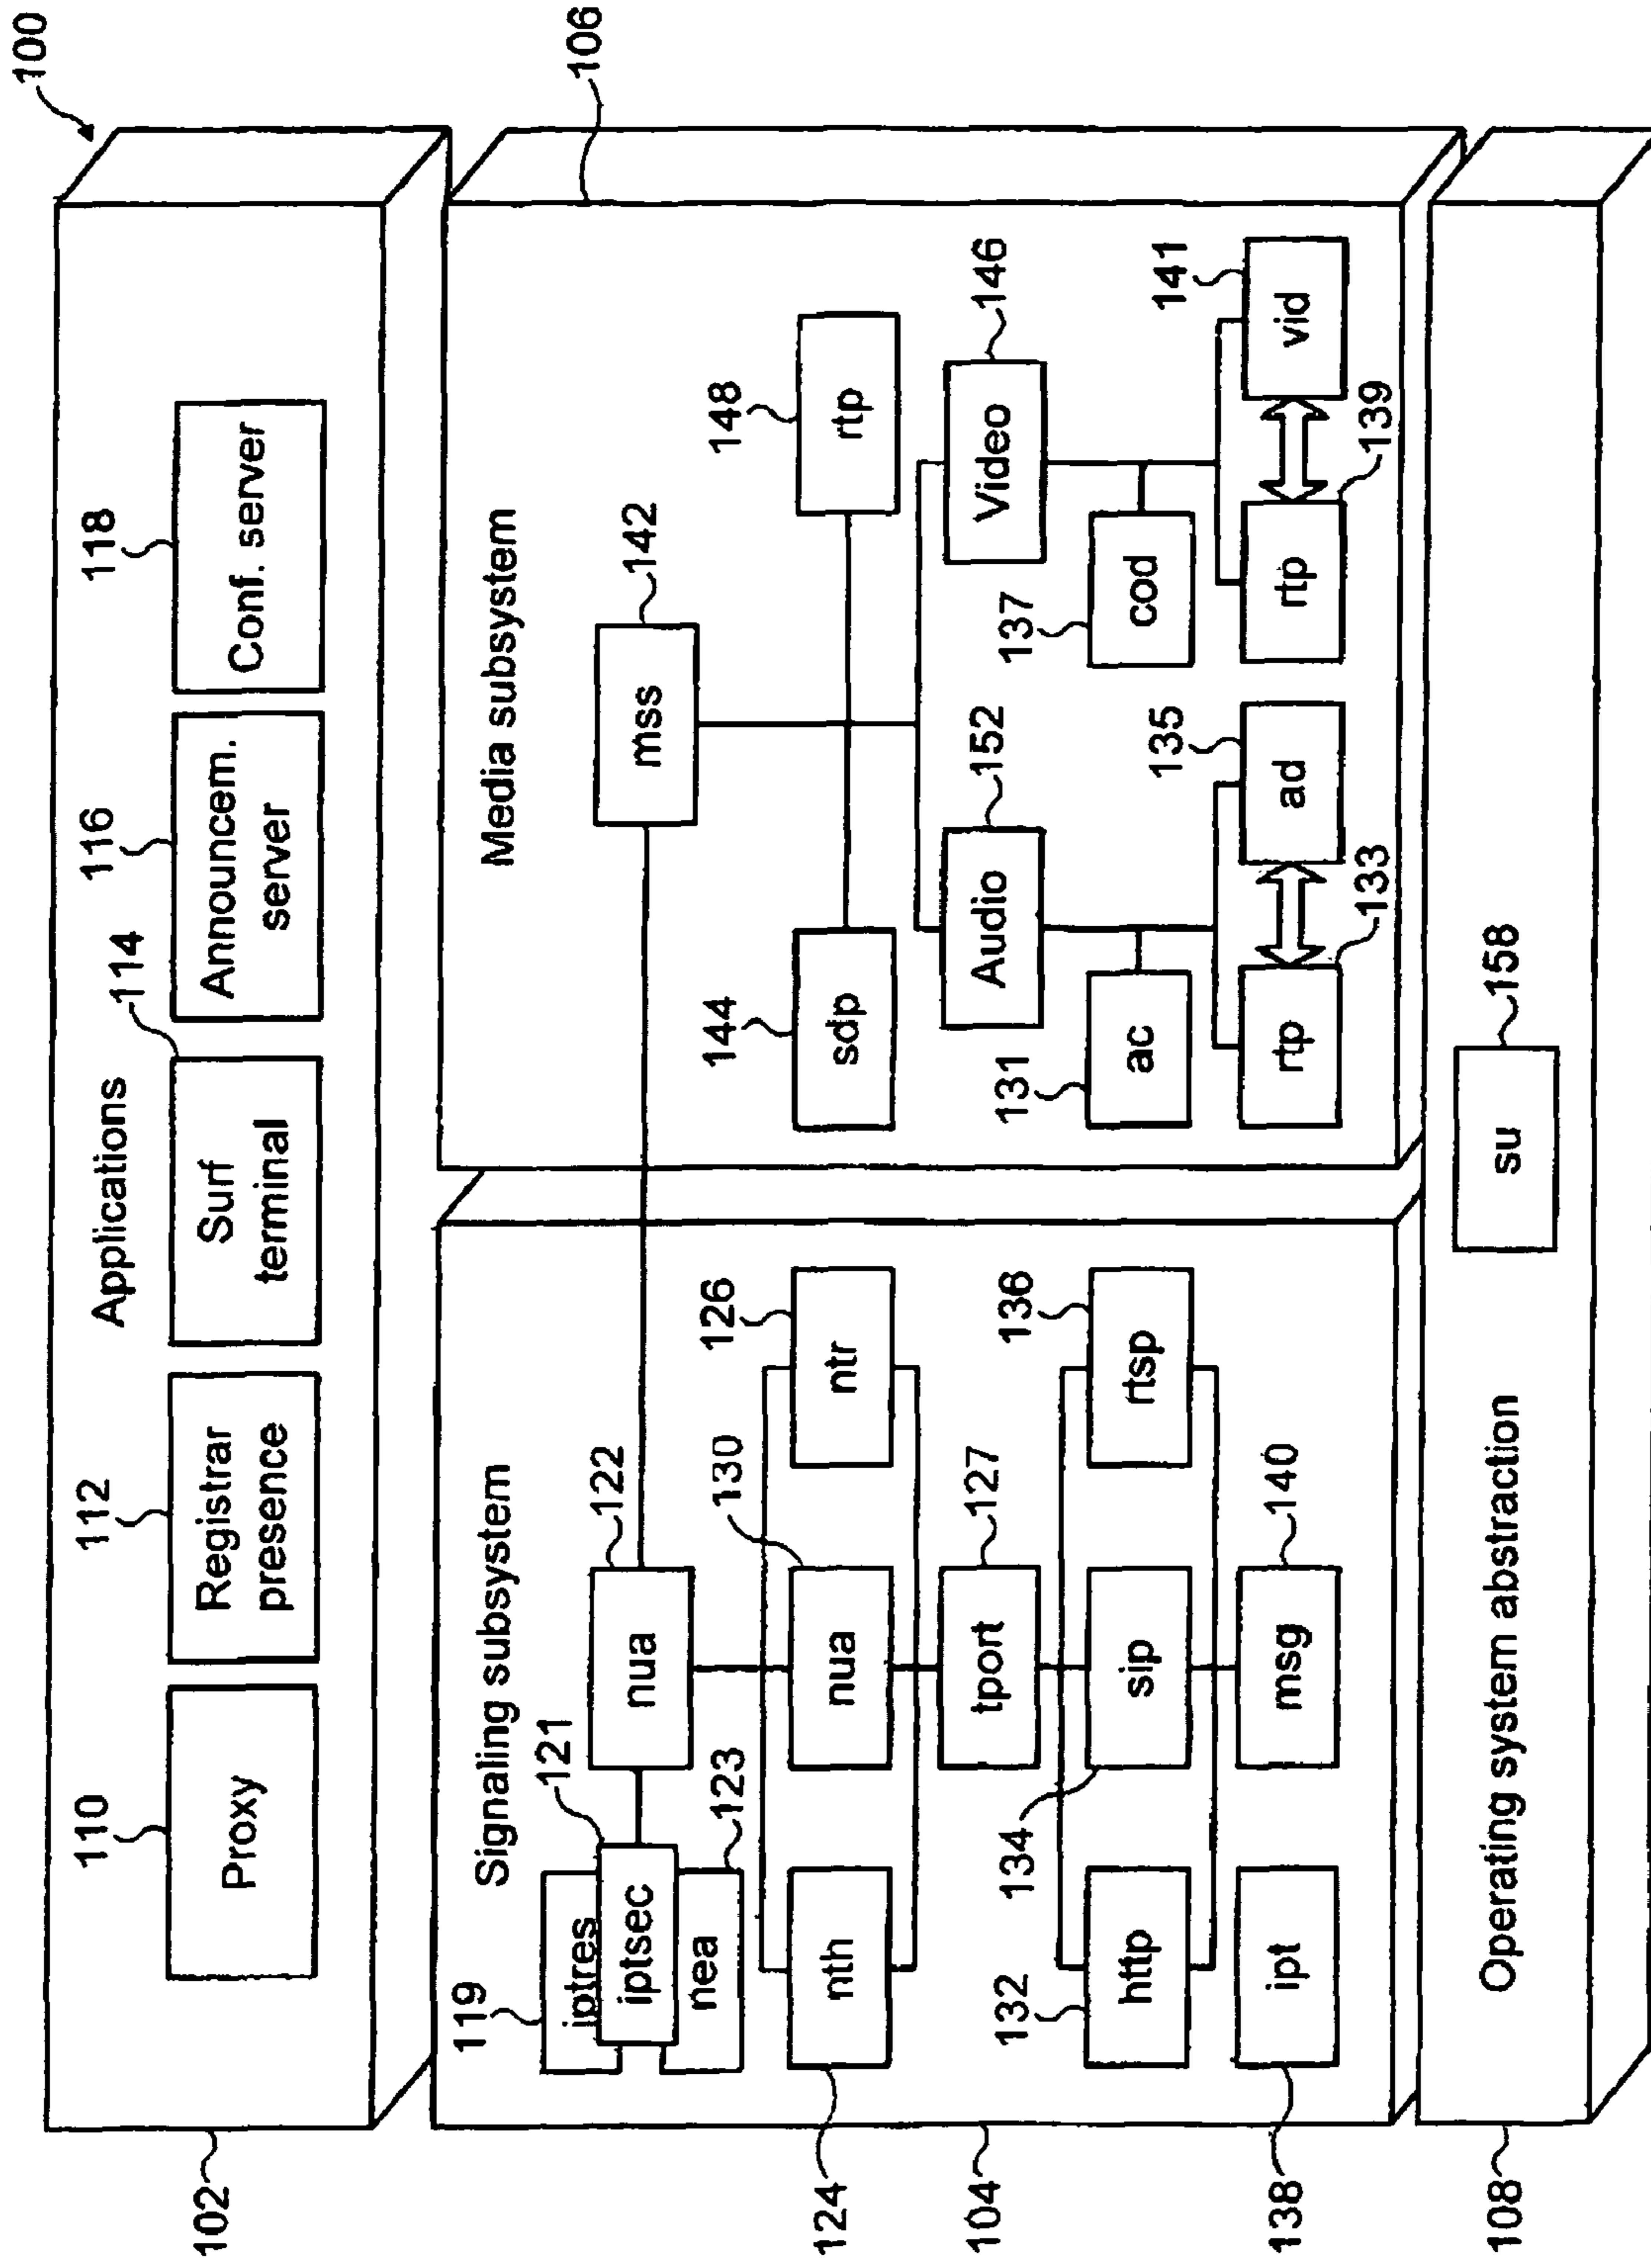 100
Applications
110
112
114
116
118
Proxy
Registrar
presence
Surf
terminal
Announcem.
server
Conf. server
102
Signaling subsystem
119
iptres
121
iptsec
nea
123
nua
122
124
nth
130
nua
126
ntr
tport
127
132
http
134
sip
136
rtsp
138
ipt
msg
140
104
Media subsystem
106
mss
142
144
sdp
148
rtp
Audio
152
Video
146
131
ac
137
cod
rtp
133
135
ad
rtp
139
141
vid
Operating system abstraction
su
158
108